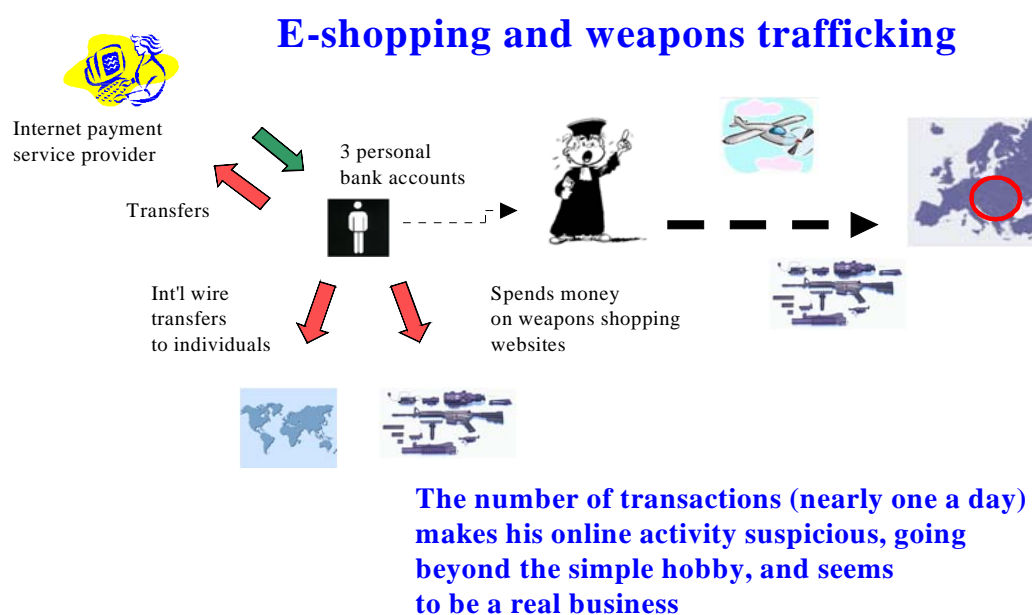 E-shopping and weapons trafficking
Internet payment
service provider
3 personal
bank accounts
Transfers
Int'l wire
transfers
to individuals
Spends money
on weapons shopping
websites
The number of transactions (nearly one a day)
makes his online activity suspicious, going
beyond the simple hobby, and seems
to be a real business